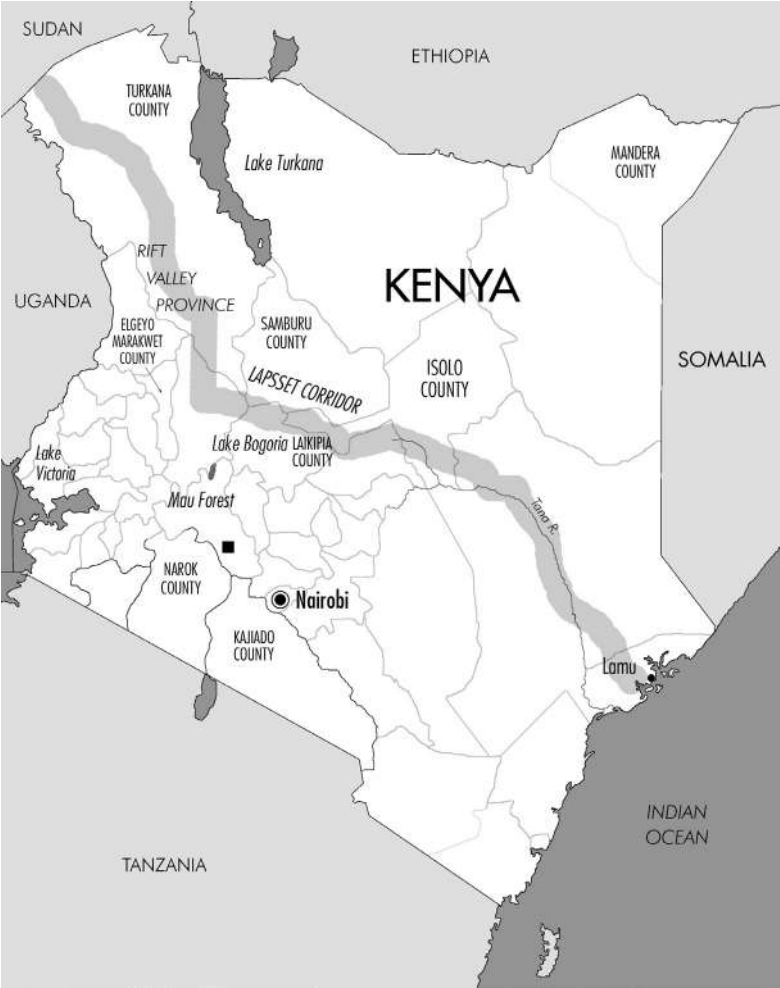 SUDAN
ETHIOPIA
TURKANA
COUNTY
MANDERA
COUNTY
Lake Turkana
RIFT
VALLEY
PROVINCE
KENYA
UGANDA
ELGEYO
MARAKWET
COUNTY
SAMBURU
COUNTY
ISOLO
COUNTY
SOMALIA
LAPSSET CORRIDOR
Lake
Victoria
Lake Bogoria
LAIKIPIA
COUNTY
Mau Forest
Tana R.
NAROK
COUNTY
Nairobi
KAJIADO
COUNTY
Lamu
INDIAN
OCEAN
TANZANIA